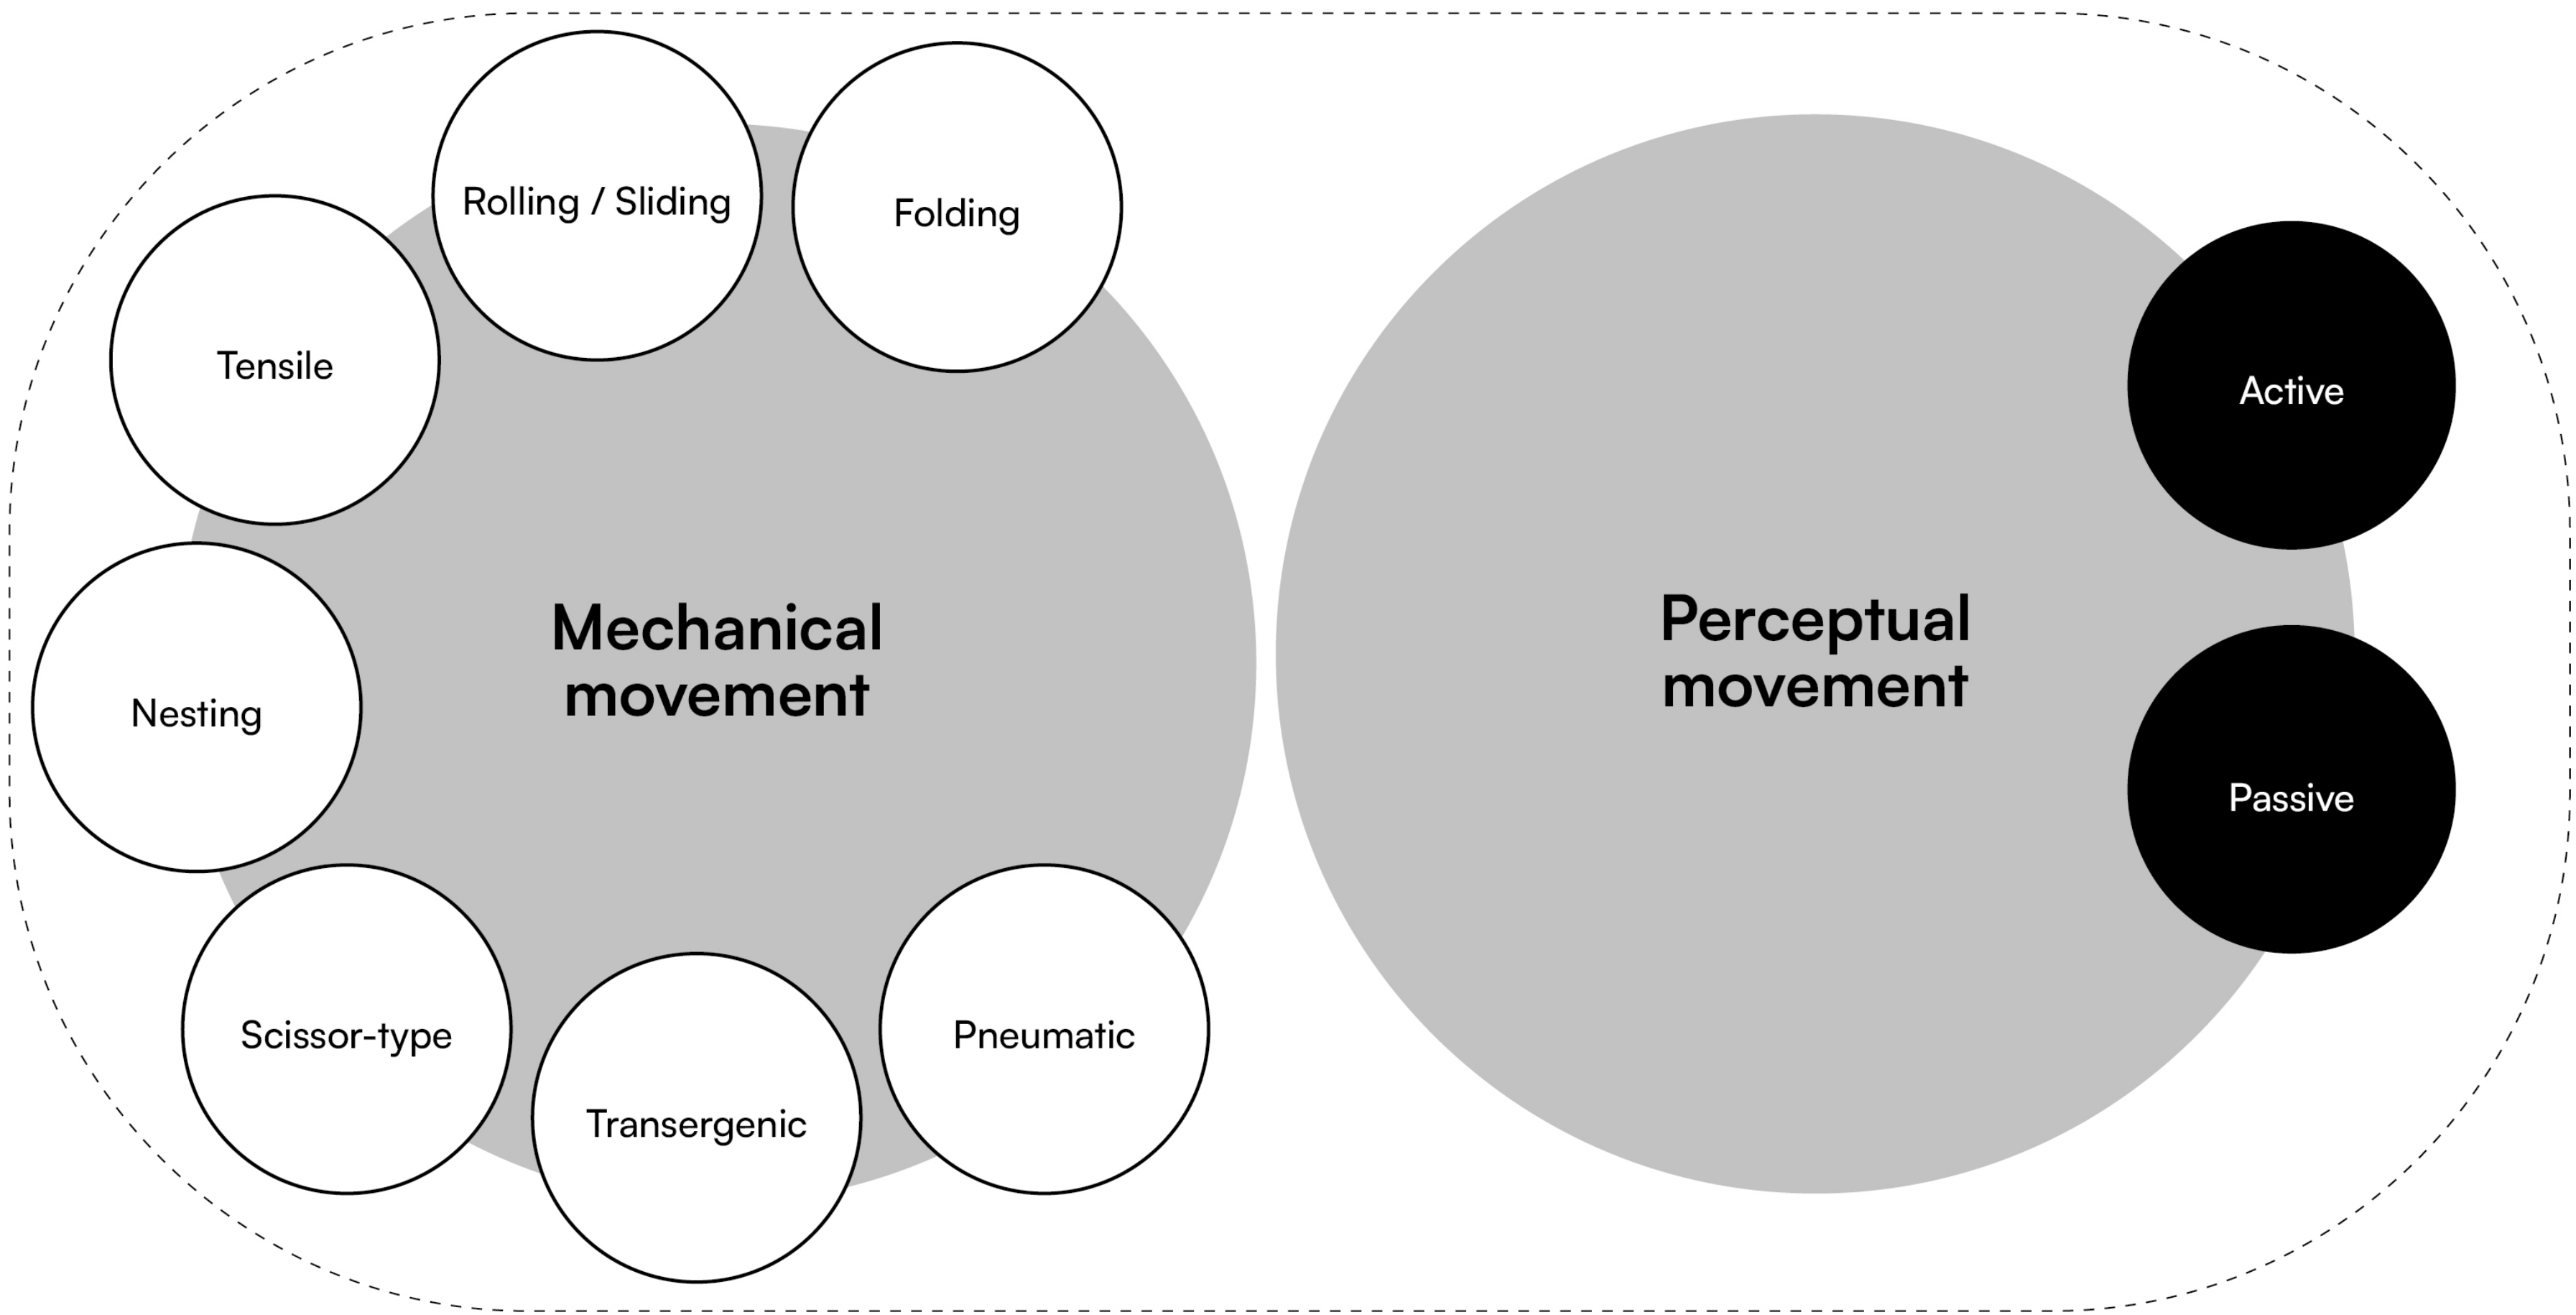 Rolling / Sliding
Folding
Tensile
Nesting
Mechanical
movement
Scissor-type
Transergenic
Pneumatic
Perceptual
movement
Active
Passive